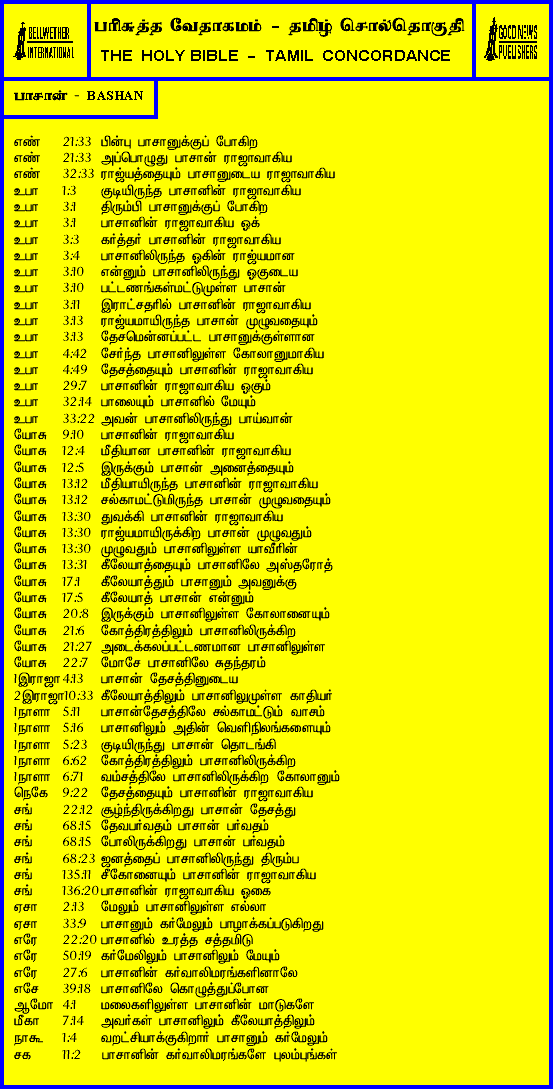 BELLWETHER
INTERNATIONAL
பரிசுத்த வேதாகமம் - தமிழ் சொல்தொகுதி
THE HOLY BIBLE - TAMIL CONCORDANCE
GOOD NEWS
PUBLISHERS
பாசான் - BASHAN
எண் 21:33 பின்பு பாசானுக்குப் போகிற
எண் 21:33 அப்பொழுது பாசான் ராஜாவாகிய
எண் 32:33 ராஜ்யத்தையும் பாசானுடைய ராஜாவாகிய
உபா 1:3 குடியிருந்த பாசானின் ராஜாவாகிய
உபா 3:1 திரும்பி பாசானுக்குப் போகிற
உபா 3:1 பாசானின் ராஜாவாகிய ஓக்
உபா 3:3 கர்த்தர் பாசானின் ராஜாவாகிய
உபா 3:4 பாசானிலிருந்த ஓகின் ராஜ்யமான
உபா 3:10 என்னும் பாசானிலிருந்து ஓகுடைய
உபா 3:10 பட்டணங்கள்மட்டுமுள்ள பாசான்
உபா 3:11 இராட்சதரில் பாசானின் ராஜாவாகிய
உபா 3:13 ராஜ்யமாயிருந்த பாசான் முழுவதையும்
உபா 3:13 தேசமென்னப்பட்ட பாசானுக்குள்ளான
உபா 4:42 சேர்ந்த பாசானிலுள்ள கோலானுமாகிய
உபா 4:49 தேசத்தையும் பாசானின் ராஜாவாகிய
உபா 29:7 பாசானின் ராஜாவாகிய ஓகும்
உபா 32:14 பாலையும் பாசானில் மேயும்
உபா 33:22 அவன் பாசானிலிருந்து பாய்வான்
யோசு 9:10 பாசானின் ராஜாவாகிய
யோசு 12:4 மீதியான பாசானின் ராஜாவாகிய
யோசு 12:5 இருக்கும் பாசான் அனைத்தையும்
யோசு 13:12 மீதியாயிருந்த பாசானின் ராஜாவாகிய
யோசு 13:12 சல்காமட்டுமிருந்த பாசான் முழுவதையும்
யோசு 13:30 துவக்கி பாசானின் ராஜாவாகிய
யோசு 13:30 ராஜ்யமாயிருக்கிற பாசான் முழுவதும்
யோசு 13:30 முழுவதும் பாசானிலுள்ள யாவீரின்
யோசு 13:31 கீலேயாத்தையும் பாசானிலே அஸ்தரோத்
யோசு 17:1 கீலேயாத்தும் பாசானும் அவனுக்கு
யோசு 17:5 கீலேயாத் பாசான் என்னும்
யோசு 20:8 இருக்கும் பாசானிலுள்ள கோலானையும்
யோசு 21:6 கோத்திரத்திலும் பாசானிலிருக்கிற
யோசு 21:27 அடைக்கலப்பட்டணமான பாசானிலுள்ள
யோசு 22:7 மோசே பாசானிலே சுதந்தரம்
1இராஜா 4:13 பாசான் தேசத்தினுடைய
2இராஜா10:33 கீலேயாத்திலும் பாசானிலுமுள்ள காதியர்
1நாளா 5:11 பாசான்தேசத்திலே சல்காமட்டும் வாசம்
1நாளா 5:16 பாசானிலும் அதின் வெளிநிலங்களையும்
1நாளா 5:23 குடியிருந்து பாசான் தொடங்கி
1நாளா 6:62 கோத்திரத்திலும் பாசானிலிருக்கிற
1நாளா 6:71 வம்சத்திலே பாசானிலிருக்கிற கோலானும்
நெகே 9:22 தேசத்தையும் பாசானின் ராஜாவாகிய
சங் 22:12 சூழ்ந்திருக்கிறது பாசான் தேசத்து
சங் 68:15 தேவபர்வதம் பாசான் பர்வதம்
சங் 68:15 போலிருக்கிறது பாசான் பர்வதம்
சங் 68:23 ஜனத்தைப் பாசானிலிருந்து திரும்ப
சங் 135:11 சீகோனையும் பாசானின் ராஜாவாகிய
சங் 136:20 பாசானின் ராஜாவாகிய ஓகை
ஏசா 2:13 மேலும் பாசானிலுள்ள எல்லா
ஏசா 33:9 பாசானும் கர்மேலும் பாழாக்கப்படுகிறது
எரே 22:20 பாசானில் உரத்த சத்தமிடு
எரே 50:19 கர்மேலிலும் பாசானிலும் மேயும்
எரே 27:6 பாசானின் கர்வாலிமரங்களினாலே
எசே 39:18 பாசானிலே கொழுத்துப்போன
ஆமோ 4:1 மலைகளிலுள்ள பாசானின் மாடுகளே
மீகா 7:14 அவர்கள் பாசானிலும் கீலேயாத்திலும்
நாகூ 1:4 வறட்சியாக்குகிறார் பாசானும் கர்மேலும்
சக 11:2 பாசானின் கர்வாலிமரங்களே புலம்புங்கள்